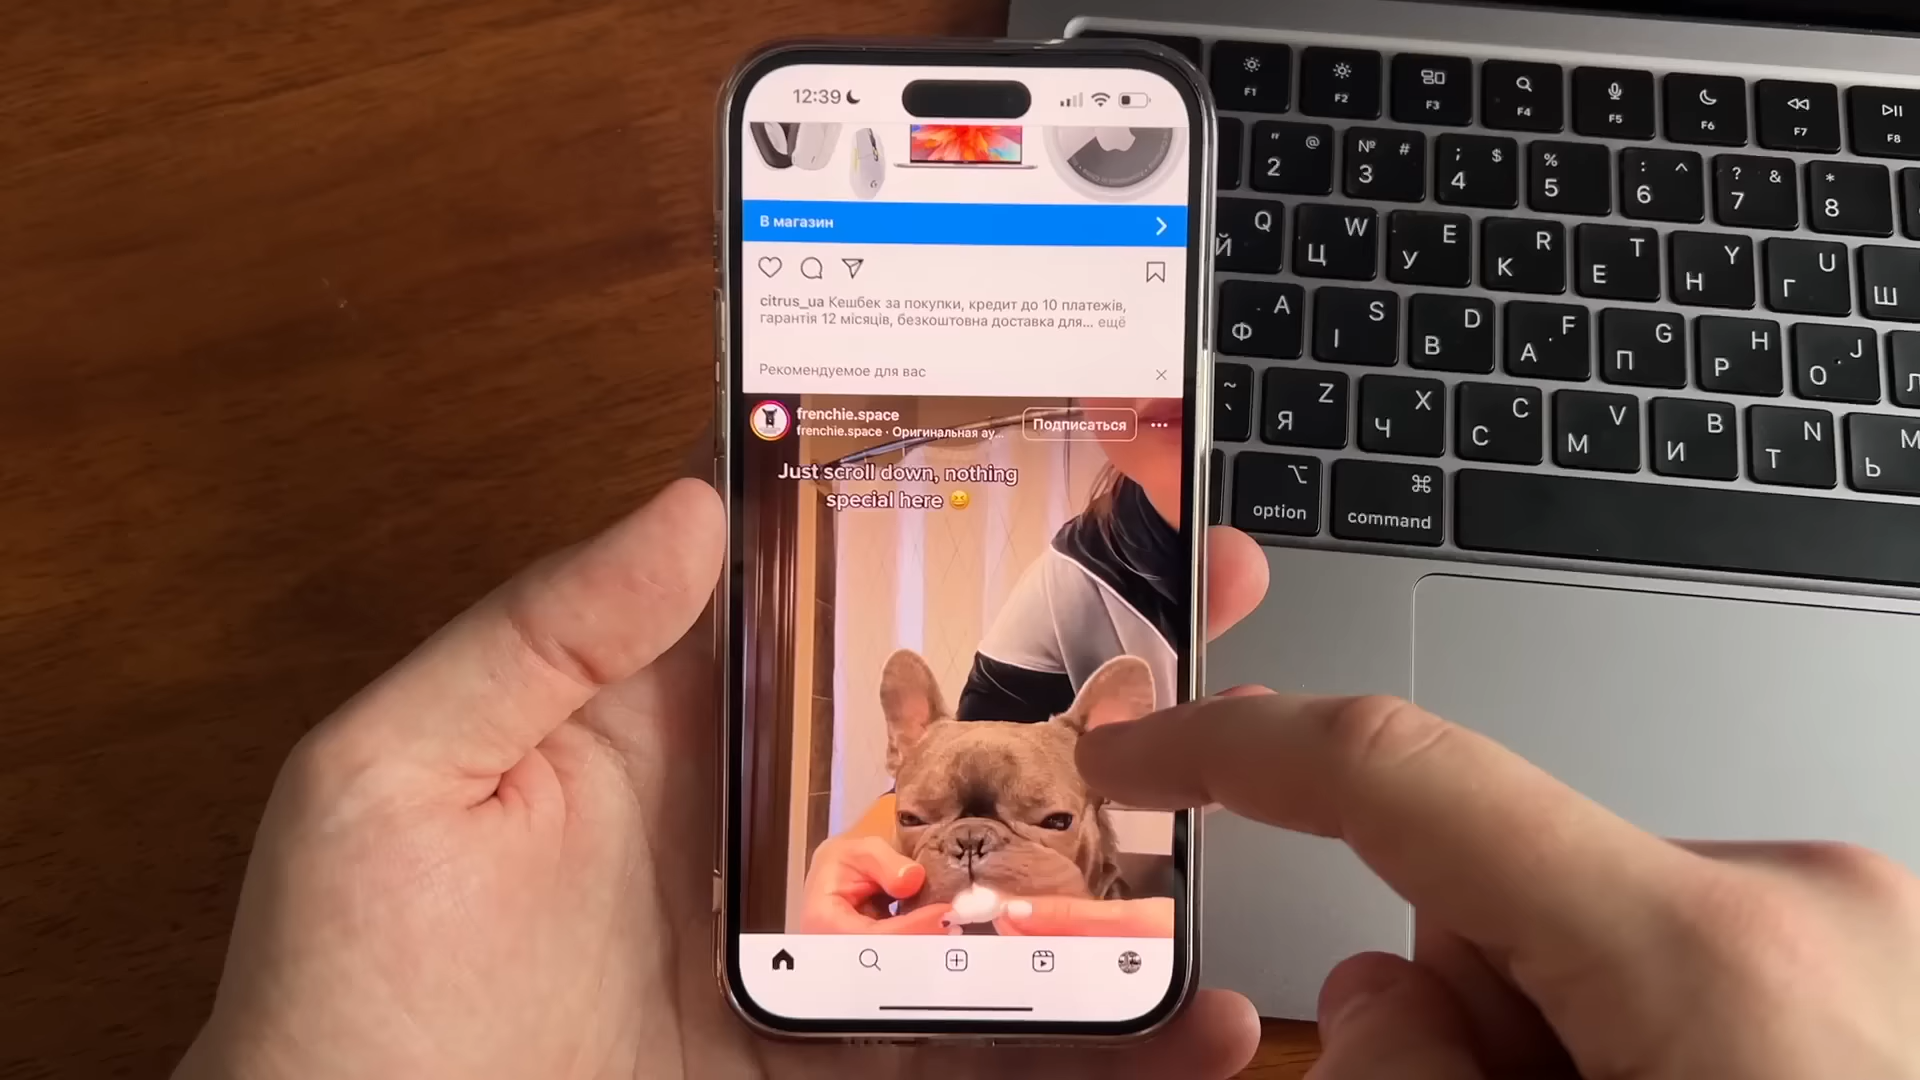 12:39
В магазин
citrus_ua Кешбек за покупки, кредит до 10 платежів,
гарантія 12 місяців, безкоштовна доставка для... ещё
Рекомендуемое для вас
frenchie.space
frenchie.space · Оригинальная ау...
Подписаться
Just scroll down, nothing
special here 😆
F1 F2 F3 F4 F5 F6 F7 F8
" @ 2 № # 3 ; $ 4 % 5 : ^ 6 ? & 7 * 8
Й Q Ц W У E К R Е T Н Y Г U Ш
Ф A І S В D А F П G Р H О J Л
~ ` Я Z Ч X С C М V И B Т N Ь M
option command